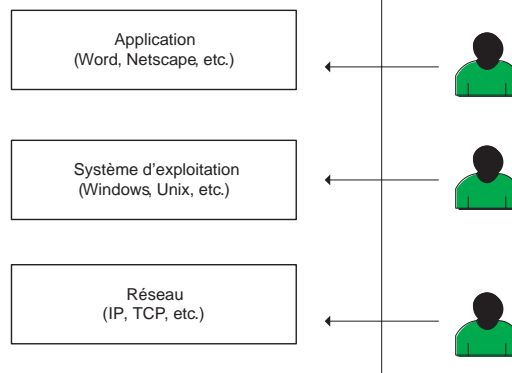 Application
(Word, Netscape, etc.)
Système d'exploitation
(Windows, Unix, etc.)
Réseau
(IP, TCP, etc.)